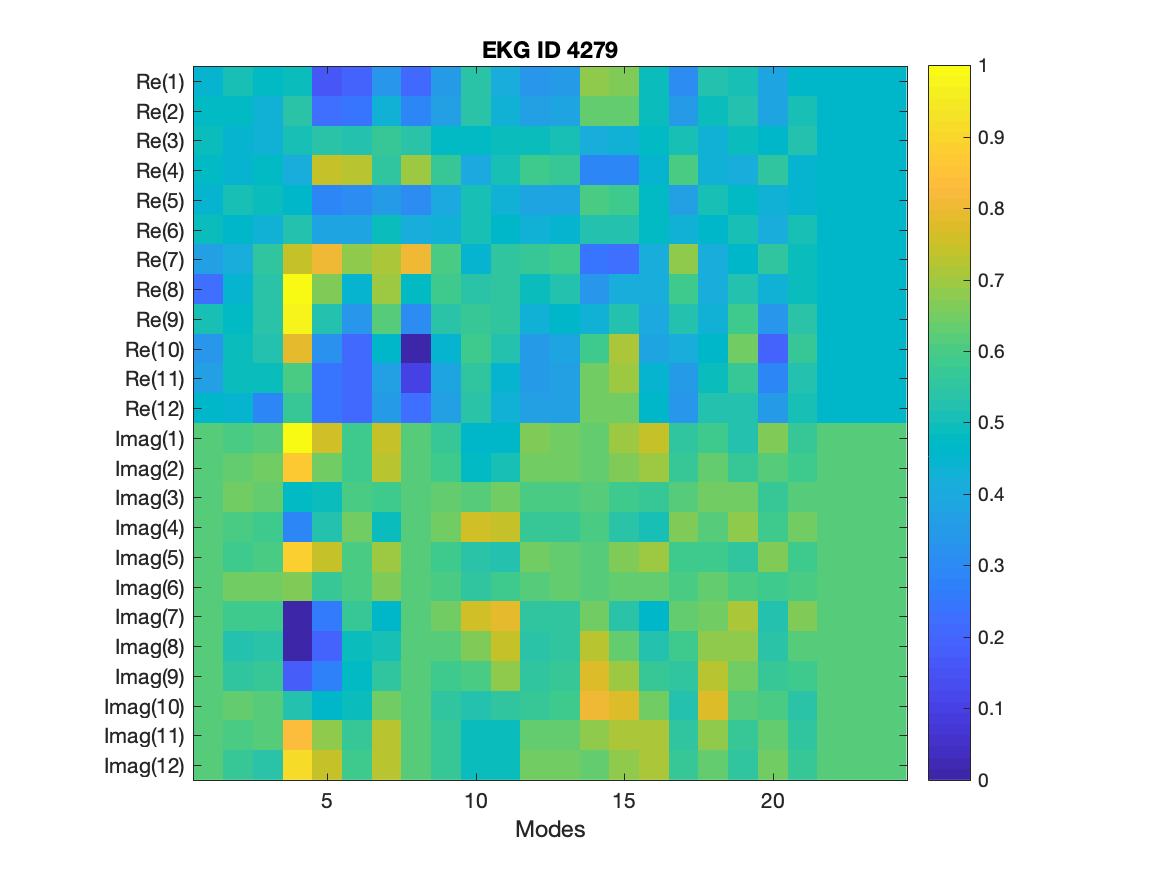 EKG ID 4279
Re(1)
Re(2)
Re(3)
Re(4)
Re(5)
Re(6)
Re(7)
Re(8)
Re(9)
Re(10)
Re(11)
Re(12)
Imag(1)
Imag(2)
Imag(3)
Imag(4)
Imag(5)
Imag(6)
Imag(7)
Imag(8)
Imag(9)
Imag(10)
Imag(11)
Imag(12)
5 10 15 20
Modes
1
0.9
0.8
0.7
0.6
0.5
0.4
0.3
0.2
0.1
0